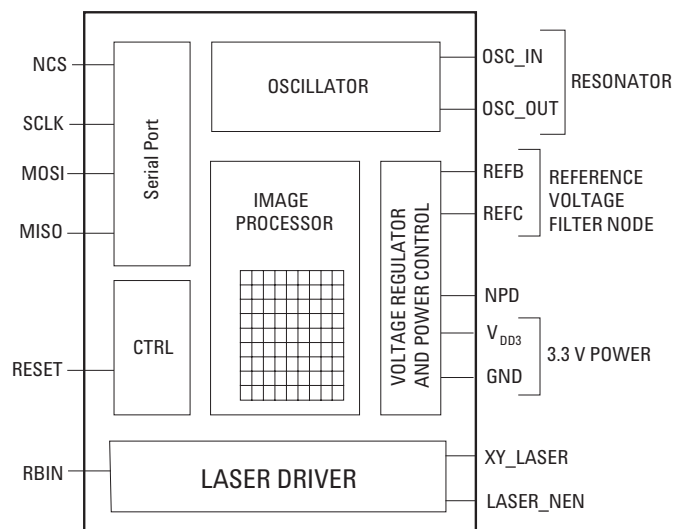 NCS
SCLK
MOSI
MISO
RESET
RBIN
Serial Port
CTRL
OSCILLATOR
IMAGE
PROCESSOR
VOLTAGE REGULATOR
AND POWER CONTROL
LASER DRIVER
OSC_IN
OSC_OUT
RESONATOR
REFB
REFC
REFERENCE
VOLTAGE
FILTER NODE
NPD
VDD3
GND
3.3 V POWER
XY_LASER
LASER_NEN